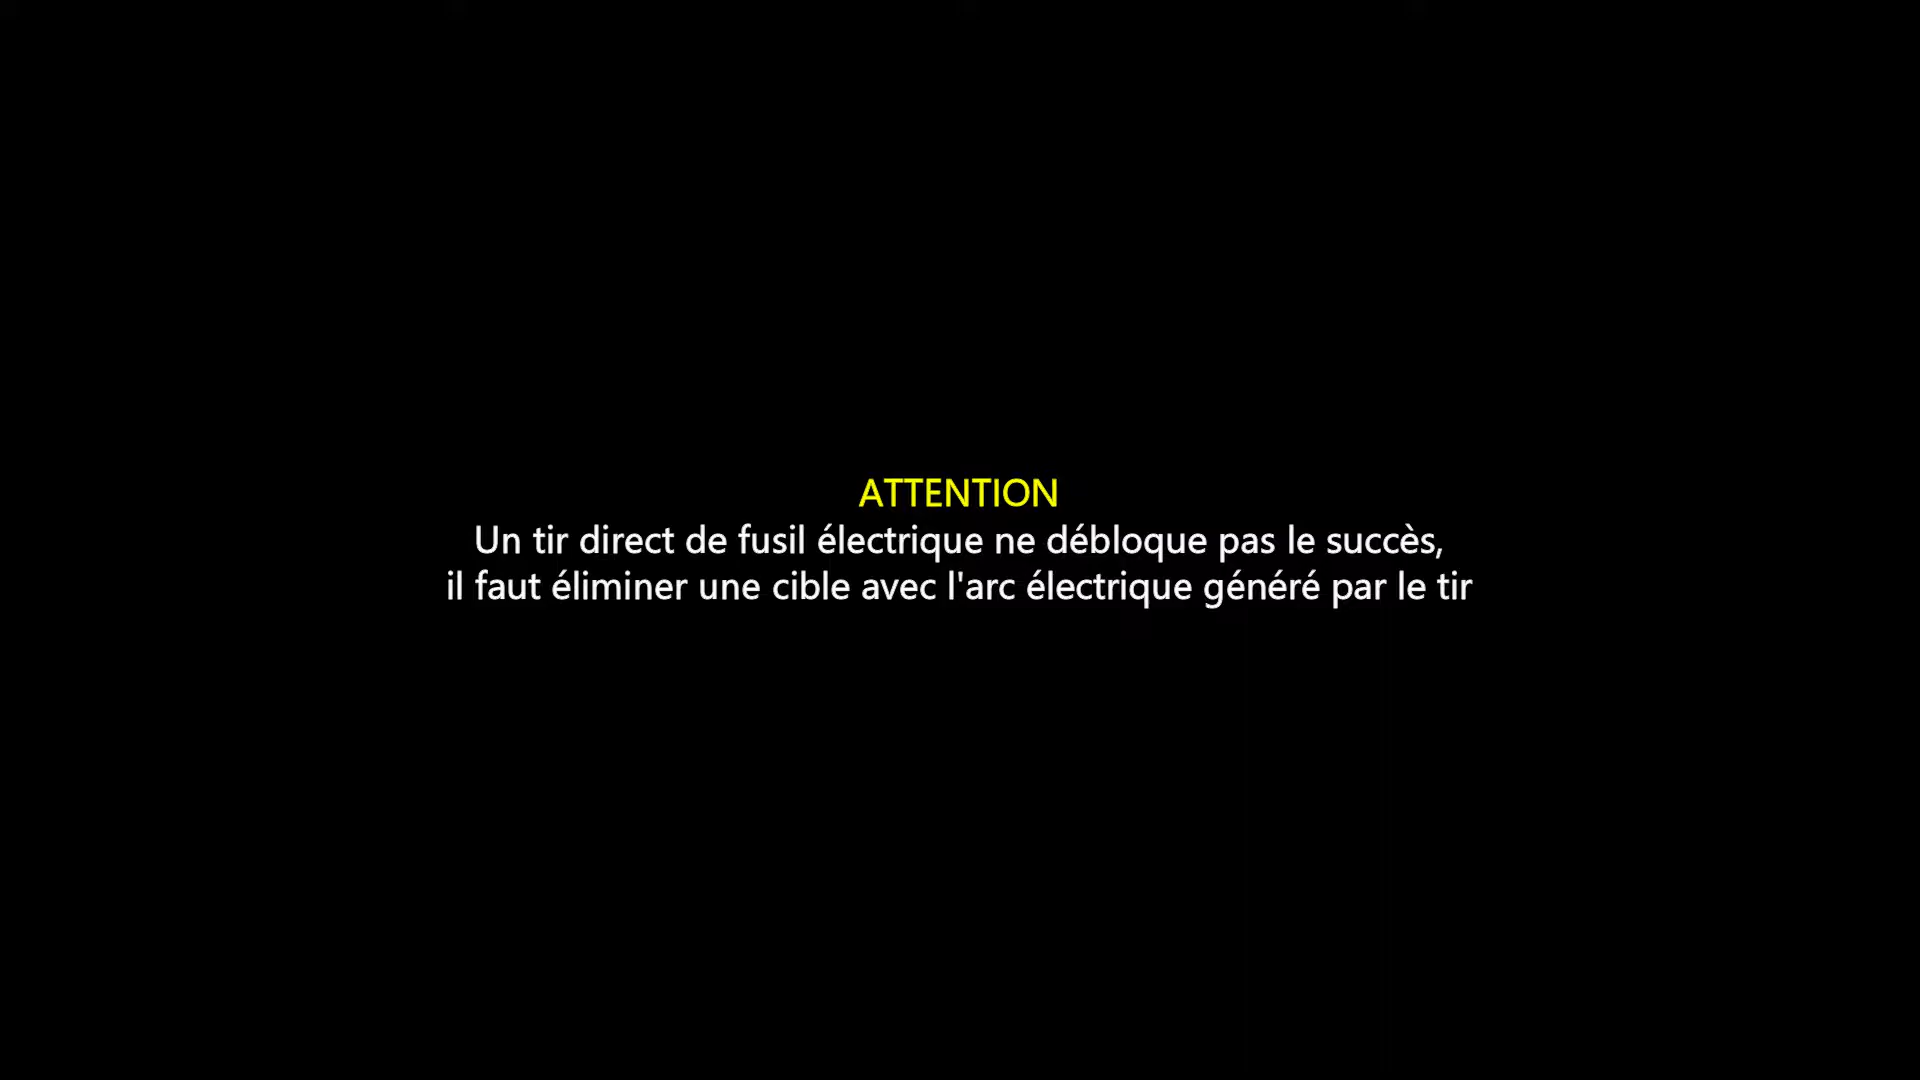 ATTENTION
Un tir direct de fusil électrique ne débloque pas le succès,
il faut éliminer une cible avec l'arc électrique généré par le tir